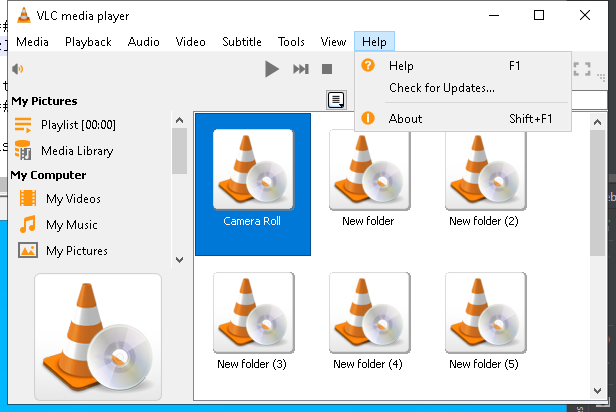 VLC media player
Media Playback Audio Video Subtitle Tools View Help
Help F1
Check for Updates...
About Shift+F1
My Pictures
Playlist [00:00]
Media Library
My Computer
My Videos
My Music
My Pictures
Camera Roll
New folder
New folder (2)
New folder (3)
New folder (4)
New folder (5)